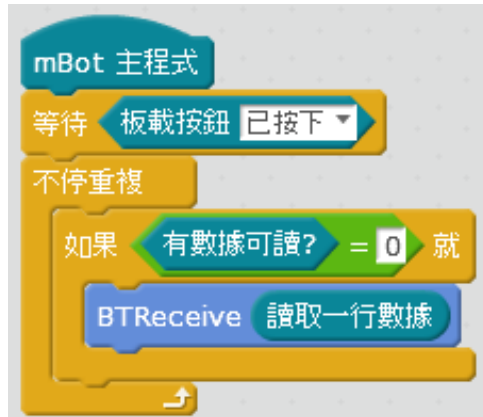 mBot 主程式
等待 板載按鈕 已按下
不停重複
如果 有數據可讀? = 0 就
BTReceive 讀取一行數據